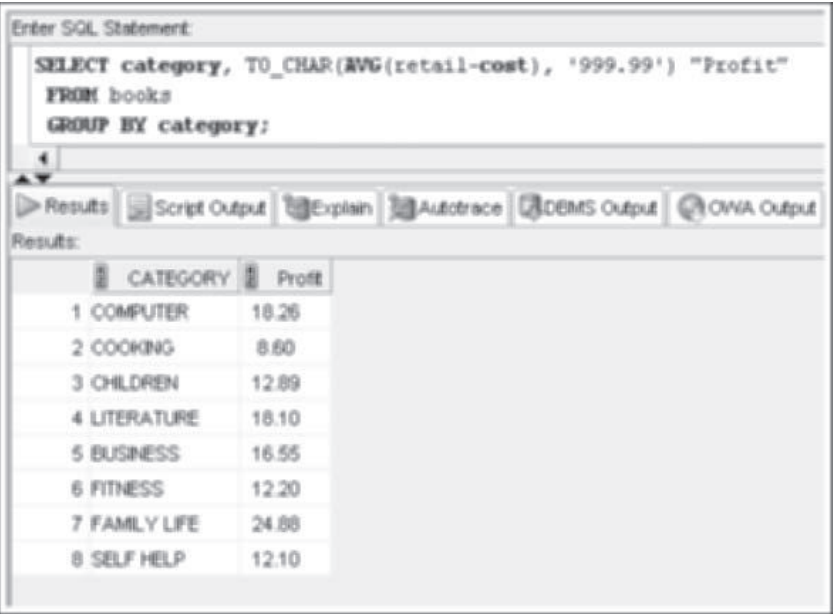 Enter SQL Statement:
SELECT category, TO_CHAR(AVG(retail-cost), '999.99') "Profit"
FROM books
GROUP BY category;
Results Script Output Explain Autotrace DBMS Output OWA Output
Results:
CATEGORY Profit
1 COMPUTER 18.26
2 COOKING 8.60
3 CHILDREN 12.89
4 LITERATURE 18.10
5 BUSINESS 16.55
6 FITNESS 12.20
7 FAMILY LIFE 24.88
8 SELF HELP 12.10